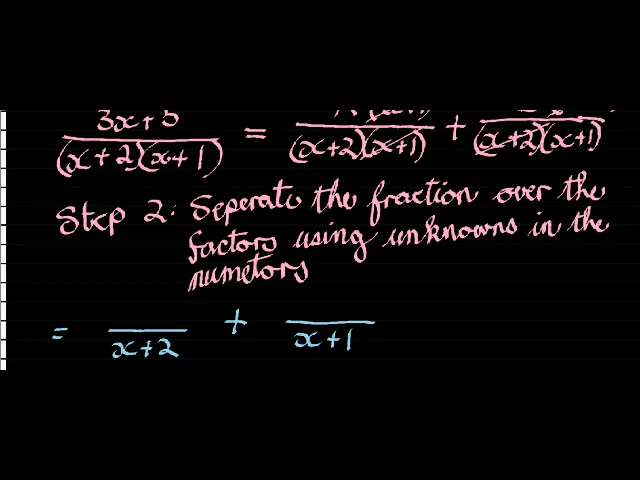 3x+5/(x+2)(x+1) = /(x+2)(x+1) + /(x+2)(x+1)
Step 2: Seperate the fraction over the
factors using unknowns in the
numetors
= /x+2 + /x+1